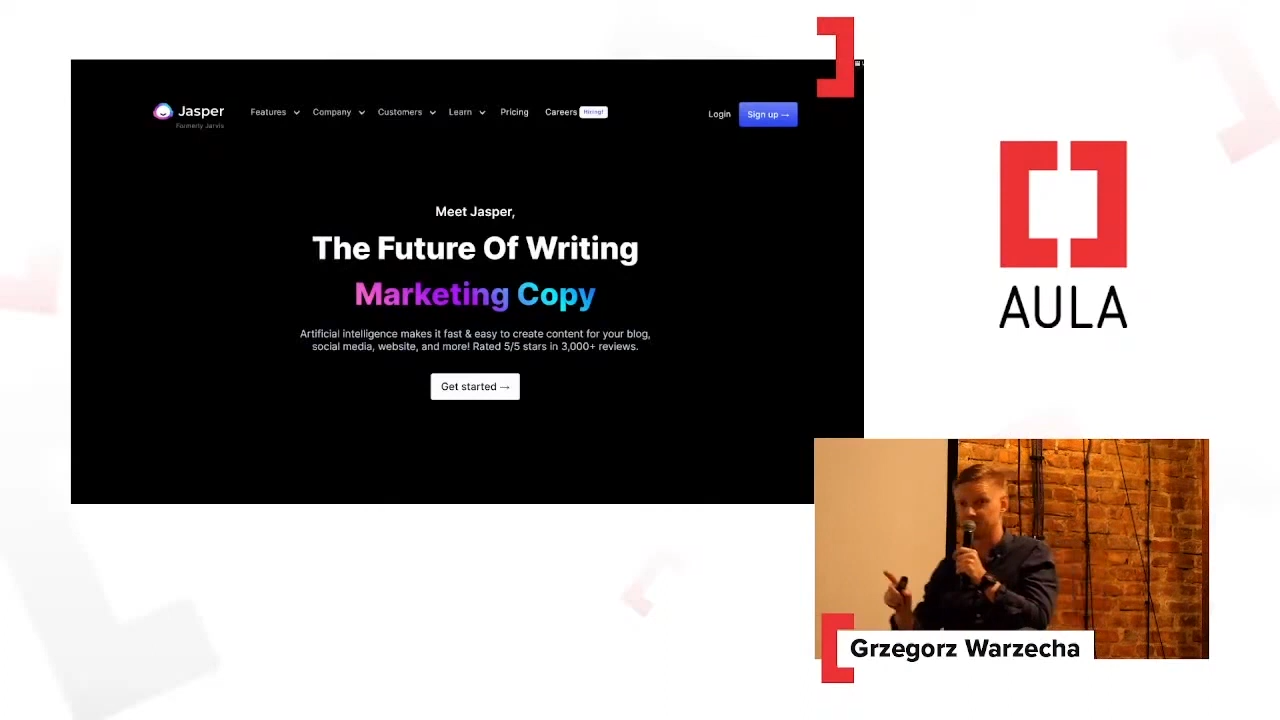 Jasper
Formerly Jarvis
Features
Company
Customers
Learn
Pricing
Careers
Hiring!
Login
Sign up →
Meet Jasper,
The Future Of Writing
Marketing Copy
Artificial intelligence makes it fast & easy to create content for your blog,
social media, website, and more! Rated 5/5 stars in 3,000+ reviews.
Get started →
AULA
Grzegorz Warzecha